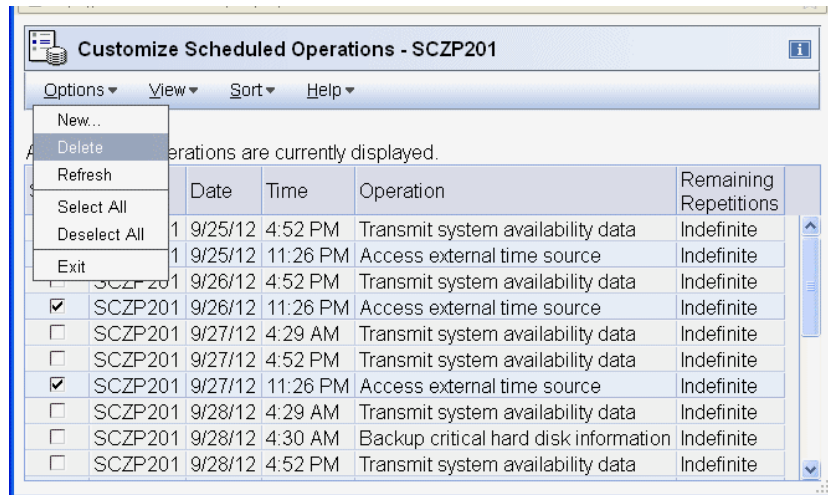 Customize Scheduled Operations - SCZP201
Options View Sort Help
New...
Delete
Refresh
Select All
Deselect All
Exit
erations are currently displayed.
Date Time Operation Remaining Repetitions
1 9/25/12 4:52 PM Transmit system availability data Indefinite
1 9/25/12 11:26 PM Access external time source Indefinite
SCZP201 9/26/12 4:52 PM Transmit system availability data Indefinite
SCZP201 9/26/12 11:26 PM Access external time source Indefinite
SCZP201 9/27/12 4:29 AM Transmit system availability data Indefinite
SCZP201 9/27/12 4:52 PM Transmit system availability data Indefinite
SCZP201 9/27/12 11:26 PM Access external time source Indefinite
SCZP201 9/28/12 4:29 AM Transmit system availability data Indefinite
SCZP201 9/28/12 4:30 AM Backup critical hard disk information Indefinite
SCZP201 9/28/12 4:52 PM Transmit system availability data Indefinite